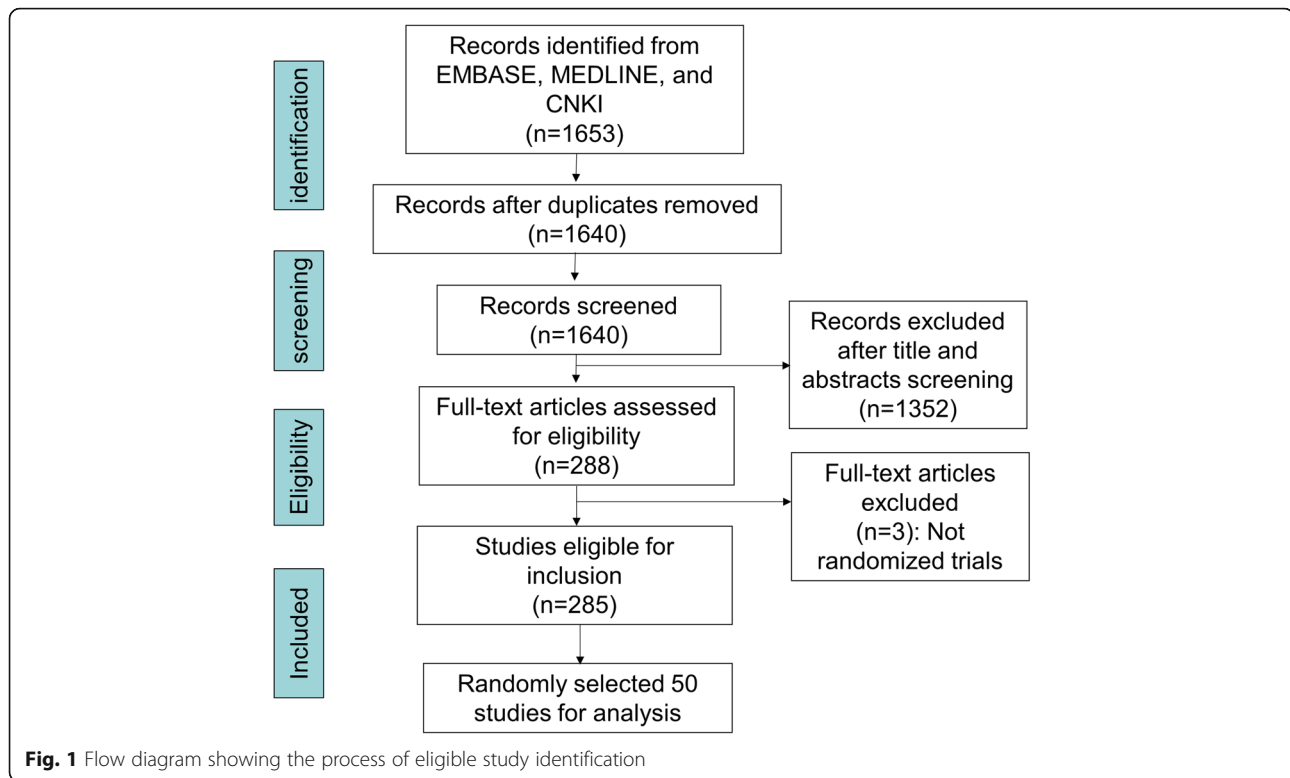 identification
Records identified from
EMBASE, MEDLINE, and
CNKI
(n=1653)
Records after duplicates removed
(n=1640)
screening
Records screened
(n=1640)
Records excluded
after title and
abstracts screening
(n=1352)
Eligibility
Full-text articles assessed
for eligibility
(n=288)
Full-text articles
excluded
(n=3): Not
randomized trials
Included
Studies eligible for
inclusion
(n=285)
Randomly selected 50
studies for analysis
Fig. 1 Flow diagram showing the process of eligible study identification